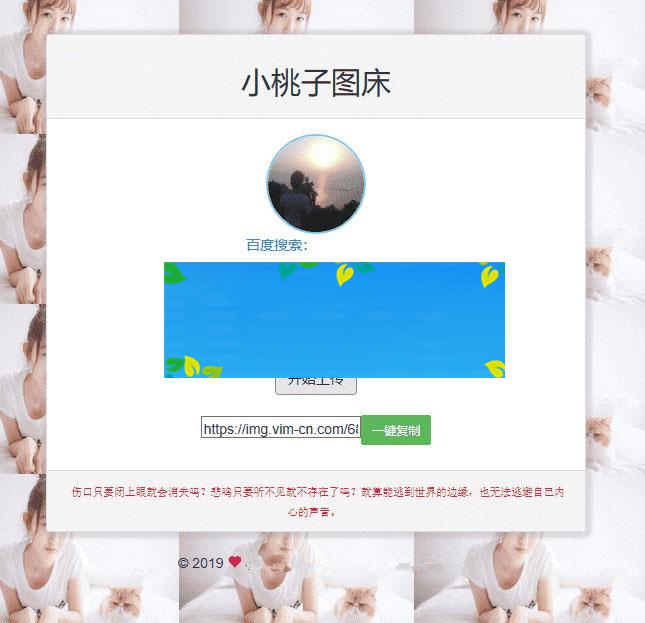 小桃子图床
百度搜索:
开始上传
https://img.vim-cn.com/68
一键复制
伤口只要闭上眼就会消失吗？悲鸣只要听不见就不存在了吗？就算能逃到世界的边缘，也无法逃避自己内
心的声音。
© 2019